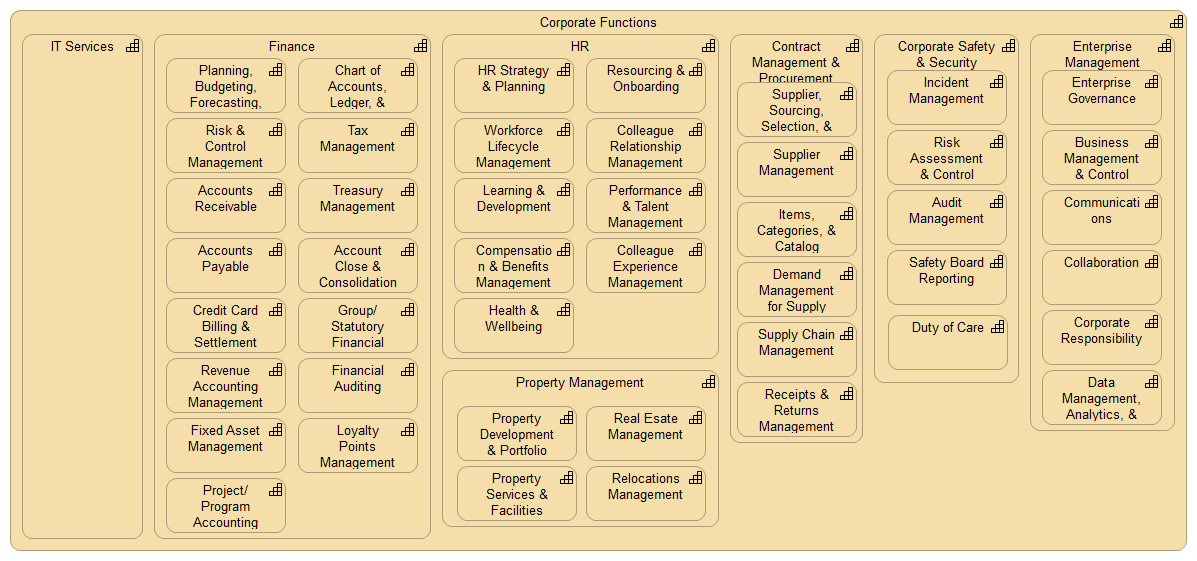 Corporate Functions
IT Services
Finance
Planning,
Budgeting,
Forecasting,
Chart of
Accounts,
Ledger, &
Risk &
Control
Management
Tax
Management
Accounts
Receivable
Treasury
Management
Accounts
Payable
Account
Close &
Consolidation
Credit Card
Billing &
Settlement
Group/
Statutory
Financial
Revenue
Accounting
Management
Financial
Auditing
Fixed Asset
Management
Loyalty
Points
Management
Project/
Program
Accounting
HR
HR Strategy
& Planning
Resourcing &
Onboarding
Workforce
Lifecycle
Management
Colleague
Relationship
Management
Learning &
Development
Performance
& Talent
Management
Compensatio
n & Benefits
Management
Colleague
Experience
Management
Health &
Wellbeing
Property Management
Property
Development
& Portfolio
Real Esate
Management
Property
Services &
Facilities
Relocations
Management
Contract
Management &
Procurement
Supplier,
Sourcing,
Selection, &
Supplier
Management
Items,
Categories, &
Catalog
Demand
Management
for Supply
Supply Chain
Management
Receipts &
Returns
Management
Corporate Safety
& Security
Incident
Management
Risk
Assessment
& Control
Audit
Management
Safety Board
Reporting
Duty of Care
Enterprise
Management
Enterprise
Governance
Business
Management
& Control
Communicati
ons
Collaboration
Corporate
Responsibility
Data
Management,
Analytics, &